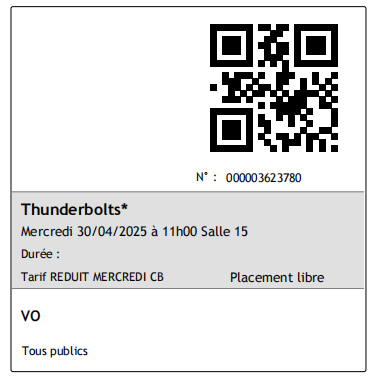 N° : 000003623780
Thunderbolts*
Mercredi 30/04/2025 à 11h00 Salle 15
Durée :
Tarif REDUIT MERCREDI CB Placement libre
VO
Tous publics